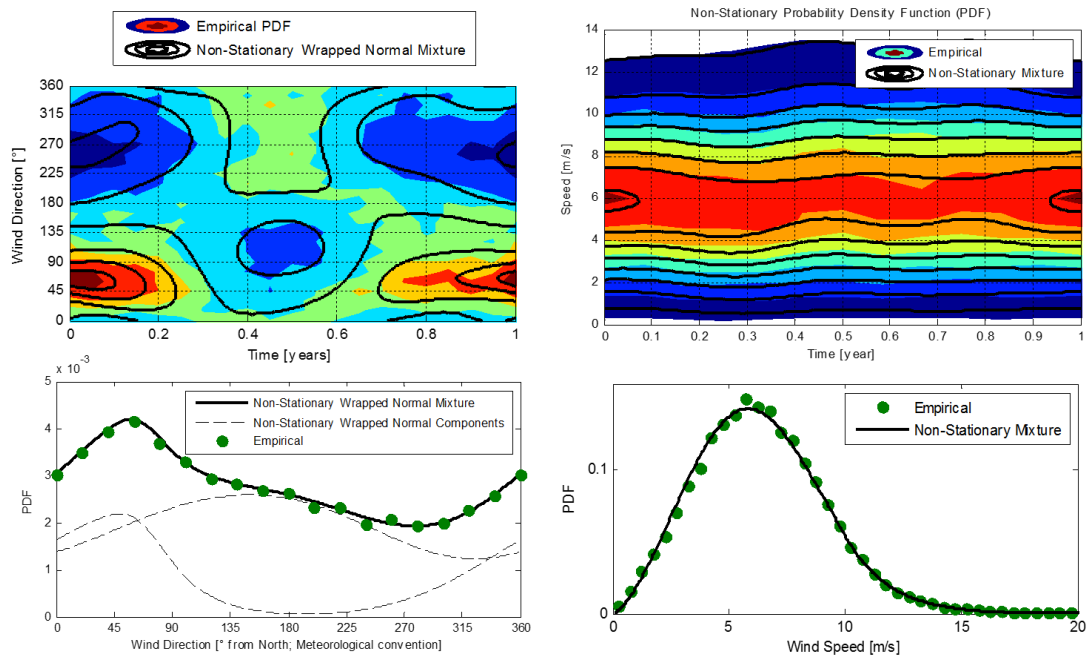 Empirical PDF
Non-Stationary Wrapped Normal Mixture
360
315
270
225
180
135
90
45
0
Wind Direction [°]
0 0.2 0.4 0.6 0.8 1
Time [years]
Non-Stationary Probability Density Function (PDF)
Empirical
Non-Stationary Mixture
14
12
10
8
6
4
2
0
Speed [m/s]
0 0.1 0.2 0.3 0.4 0.5 0.6 0.7 0.8 0.9 1
Time [year]
x 10⁻³
Non-Stationary Wrapped Normal Mixture
Non-Stationary Wrapped Normal Components
Empirical
5
4
3
2
1
0
PDF
0 45 90 135 180 225 270 315 360
Wind Direction [° from North; Meteorological convention]
Empirical
Non-Stationary Mixture
0.1
0
PDF
0 5 10 15 20
Wind Speed [m/s]